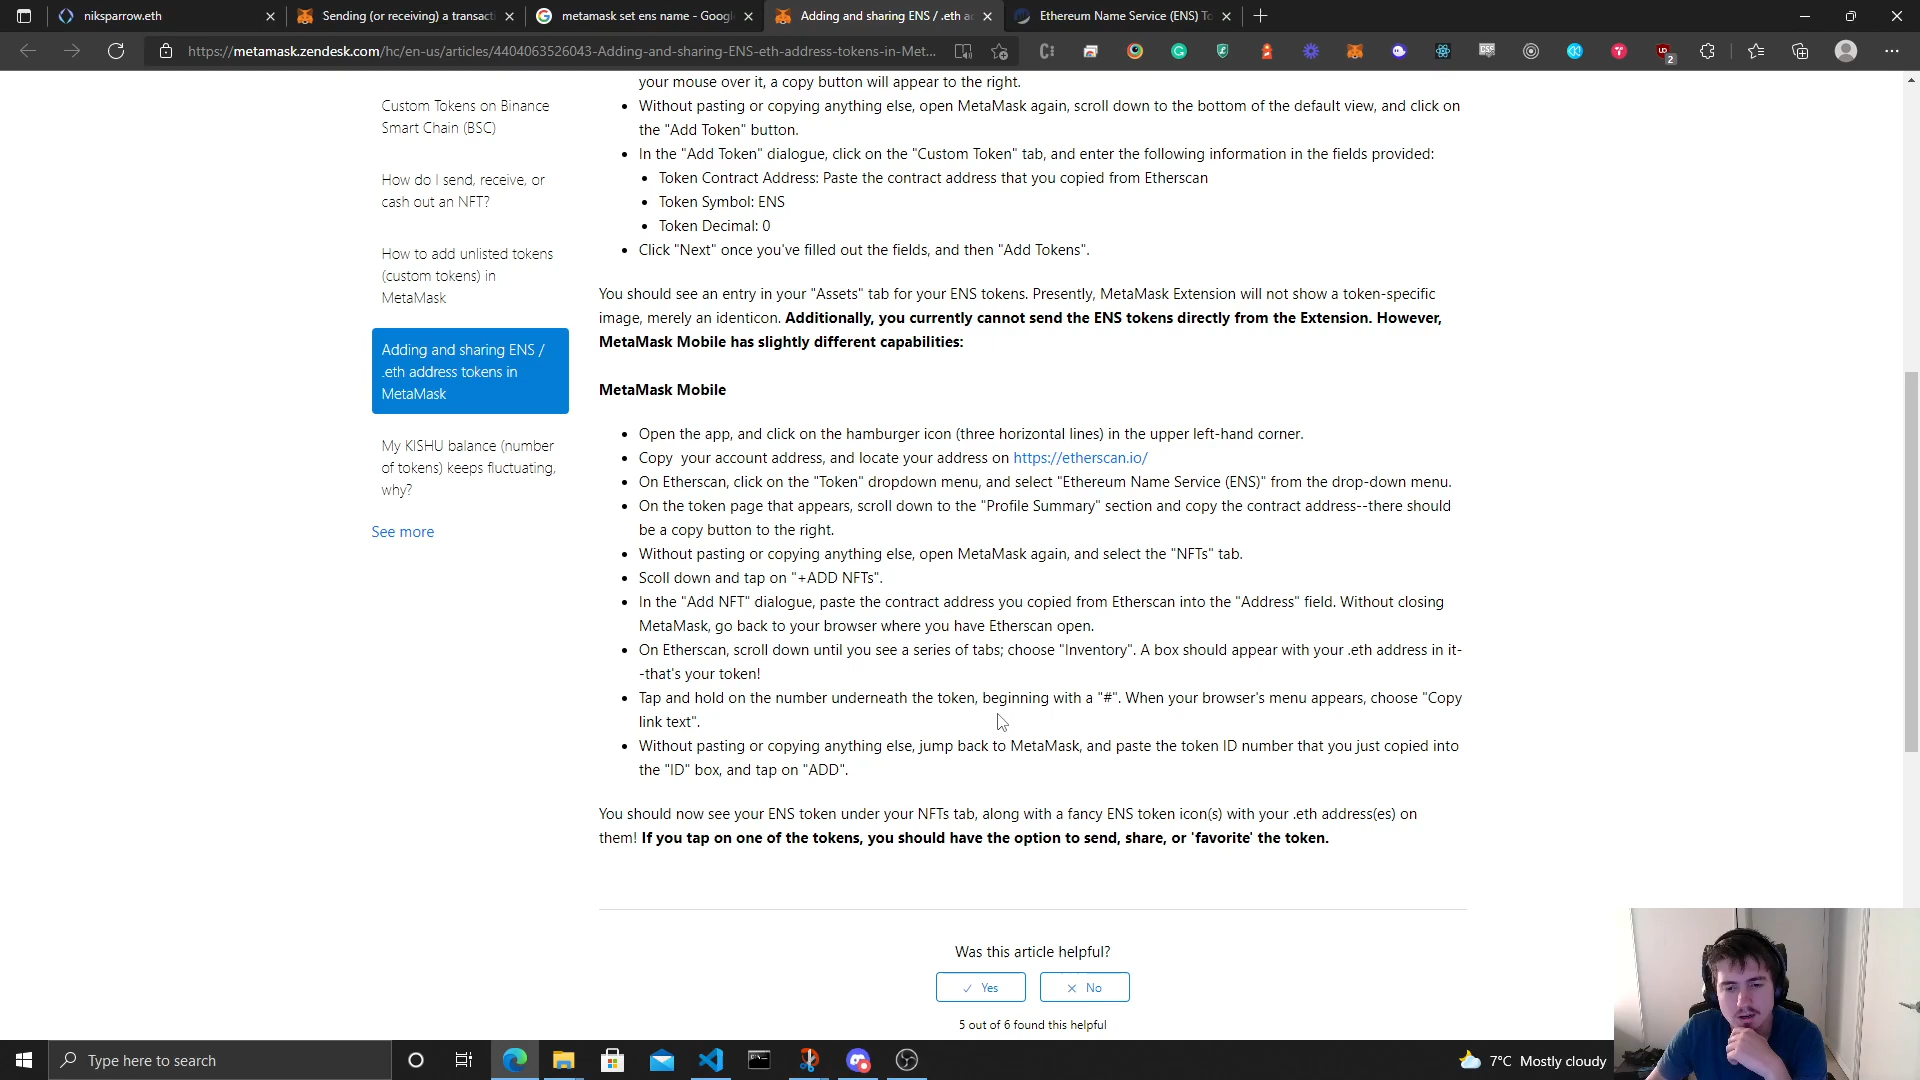 niksparrow.eth
Sending (or receiving) a transacti
metamask set ens name - Googl
Adding and sharing ENS / .eth ac
Ethereum Name Service (ENS) To
https://metamask.zendesk.com/hc/en-us/articles/4404063526043-Adding-and-sharing-ENS-eth-address-tokens-in-Met...
2
Custom Tokens on Binance
Smart Chain (BSC)
How do I send, receive, or
cash out an NFT?
How to add unlisted tokens
(custom tokens) in
MetaMask
Adding and sharing ENS /
.eth address tokens in
MetaMask
My KISHU balance (number
of tokens) keeps fluctuating,
why?
See more
your mouse over it, a copy button will appear to the right.
Without pasting or copying anything else, open MetaMask again, scroll down to the bottom of the default view, and click on
the "Add Token" button.
In the "Add Token" dialogue, click on the "Custom Token" tab, and enter the following information in the fields provided:
Token Contract Address: Paste the contract address that you copied from Etherscan
Token Symbol: ENS
Token Decimal: 0
Click "Next" once you've filled out the fields, and then "Add Tokens".
You should see an entry in your "Assets" tab for your ENS tokens. Presently, MetaMask Extension will not show a token-specific
image, merely an identicon. Additionally, you currently cannot send the ENS tokens directly from the Extension. However,
MetaMask Mobile has slightly different capabilities:
MetaMask Mobile
Open the app, and click on the hamburger icon (three horizontal lines) in the upper left-hand corner.
Copy your account address, and locate your address on https://etherscan.io/
On Etherscan, click on the "Token" dropdown menu, and select "Ethereum Name Service (ENS)" from the drop-down menu.
On the token page that appears, scroll down to the "Profile Summary" section and copy the contract address--there should
be a copy button to the right.
Without pasting or copying anything else, open MetaMask again, and select the "NFTs" tab.
Scoll down and tap on "+ADD NFTs".
In the "Add NFT" dialogue, paste the contract address you copied from Etherscan into the "Address" field. Without closing
MetaMask, go back to your browser where you have Etherscan open.
On Etherscan, scroll down until you see a series of tabs; choose "Inventory". A box should appear with your .eth address in it-
-that's your token!
Tap and hold on the number underneath the token, beginning with a "#". When your browser's menu appears, choose "Copy
link text".
Without pasting or copying anything else, jump back to MetaMask, and paste the token ID number that you just copied into
the "ID" box, and tap on "ADD".
You should now see your ENS token under your NFTs tab, along with a fancy ENS token icon(s) with your .eth address(es) on
them! If you tap on one of the tokens, you should have the option to send, share, or 'favorite' the token.
Was this article helpful?
Yes
No
5 out of 6 found this helpful
Type here to search
7°C Mostly cloudy